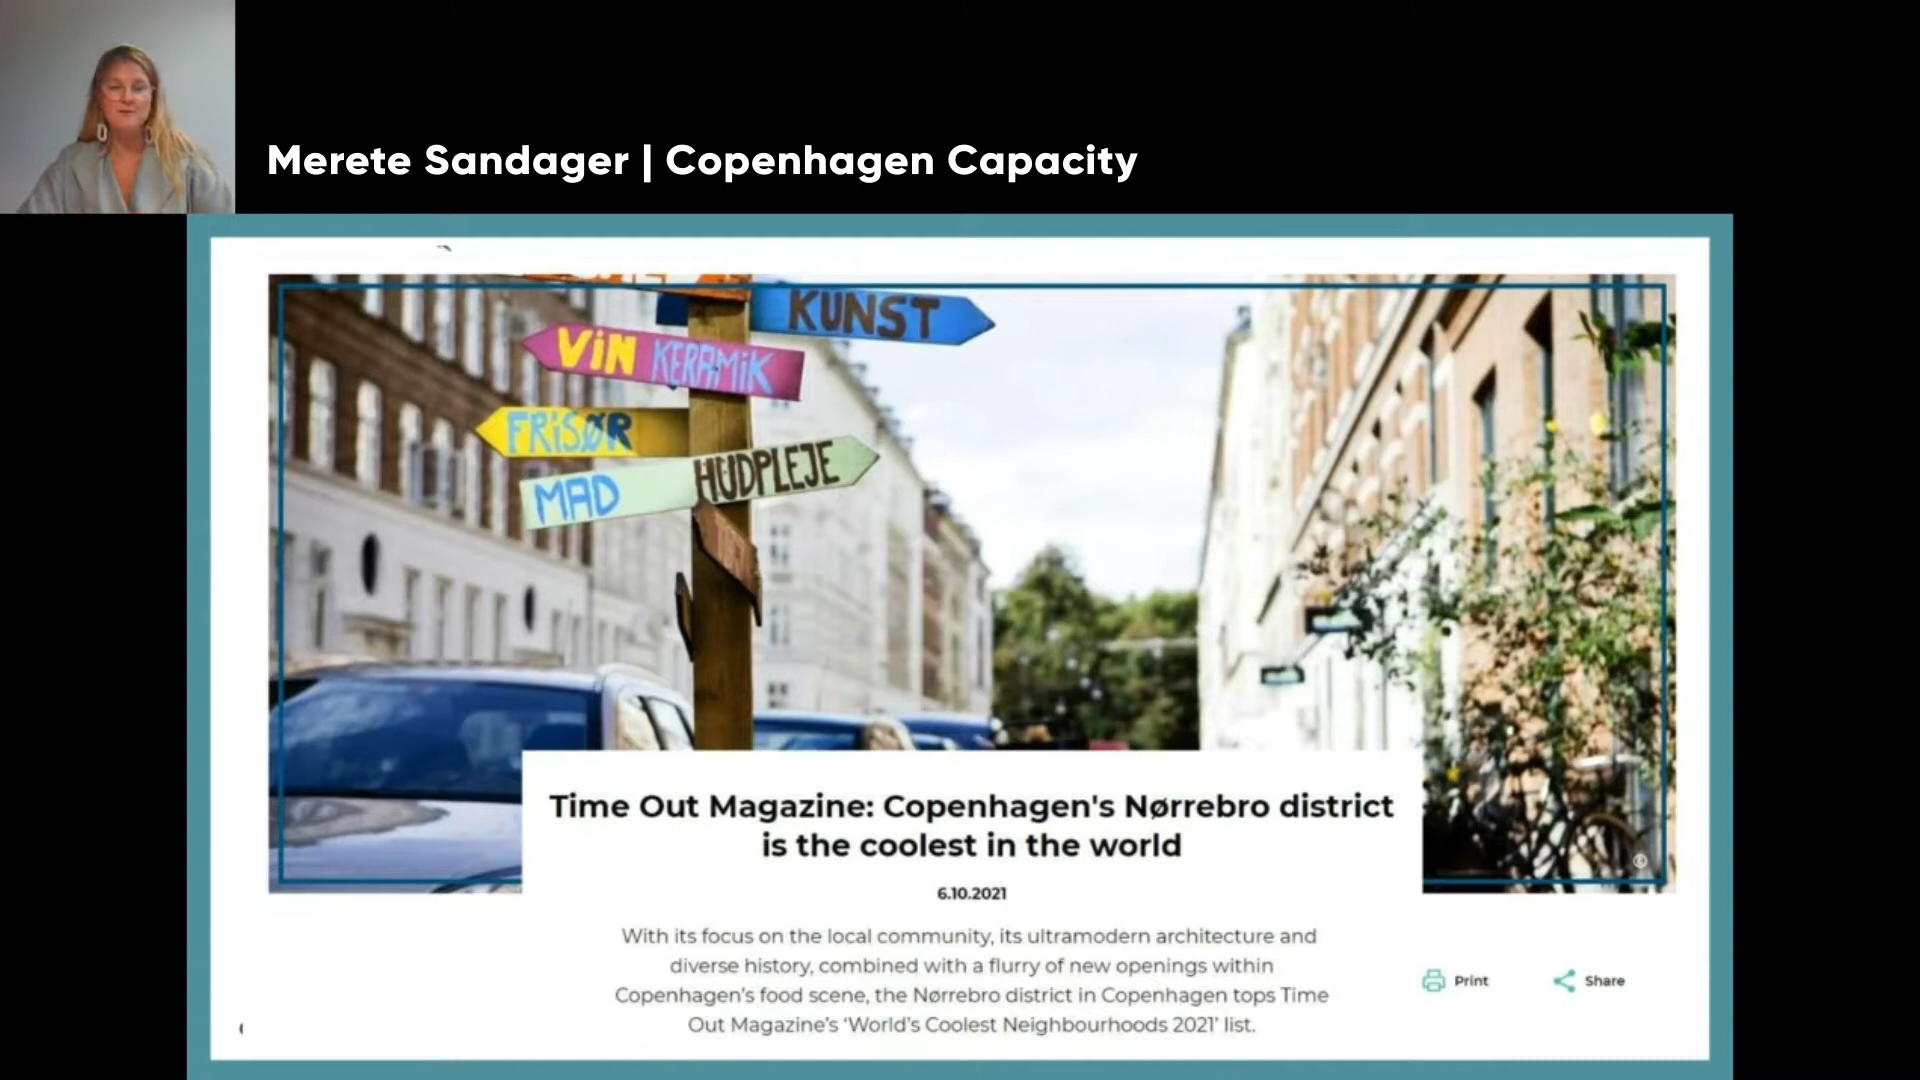 Merete Sandager | Copenhagen Capacity
KUNST
ViN KERAMiK
FRiSØR
MAD HUDPLEJE
Time Out Magazine: Copenhagen's Nørrebro district
is the coolest in the world
6.10.2021
With its focus on the local community, its ultramodern architecture and
diverse history, combined with a flurry of new openings within
Copenhagen's food scene, the Nørrebro district in Copenhagen tops Time
Out Magazine's ‘World's Coolest Neighbourhoods 2021’ list.
Print
Share
©